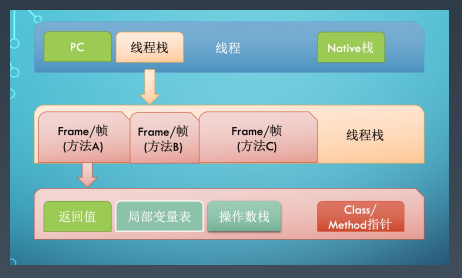 PC
线程栈
线程
Native栈
Frame/帧
(方法A)
Frame/帧
(方法B)
Frame/帧
(方法C)
线程栈
返回值
局部变量表
操作数栈
Class/
Method指针